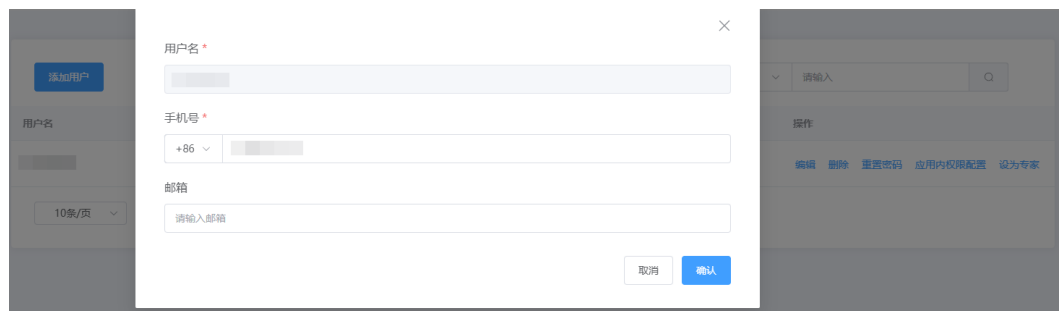 用户名 *
添加用户
请输入
手机号 *
用户名
操作
+86
编辑 删除 重置密码 应用内权限配置 设为专家
邮箱
10条/页
请输入邮箱
取消 确认